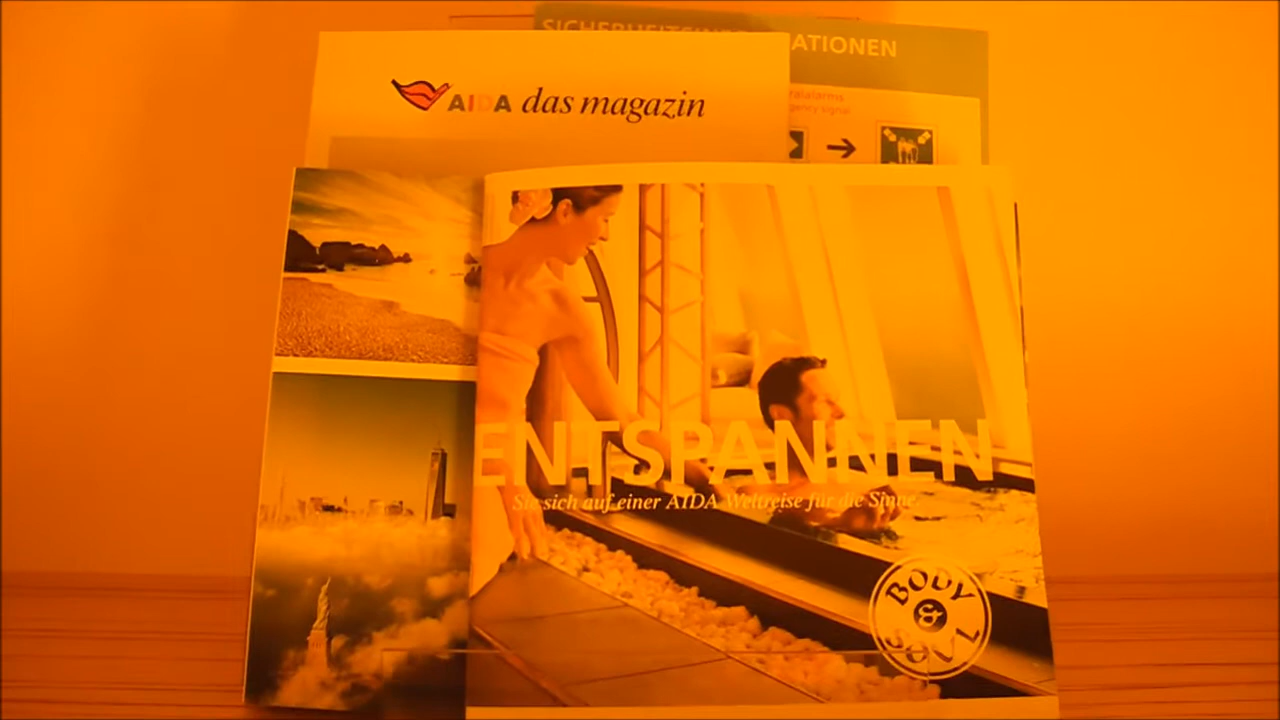 SICHERHEITSINFORMATIONEN
AIDA das magazin
ENTSPANNEN
Sie sich auf einer AIDA Weltreise für die Sinne.
BODY
&
SOUL